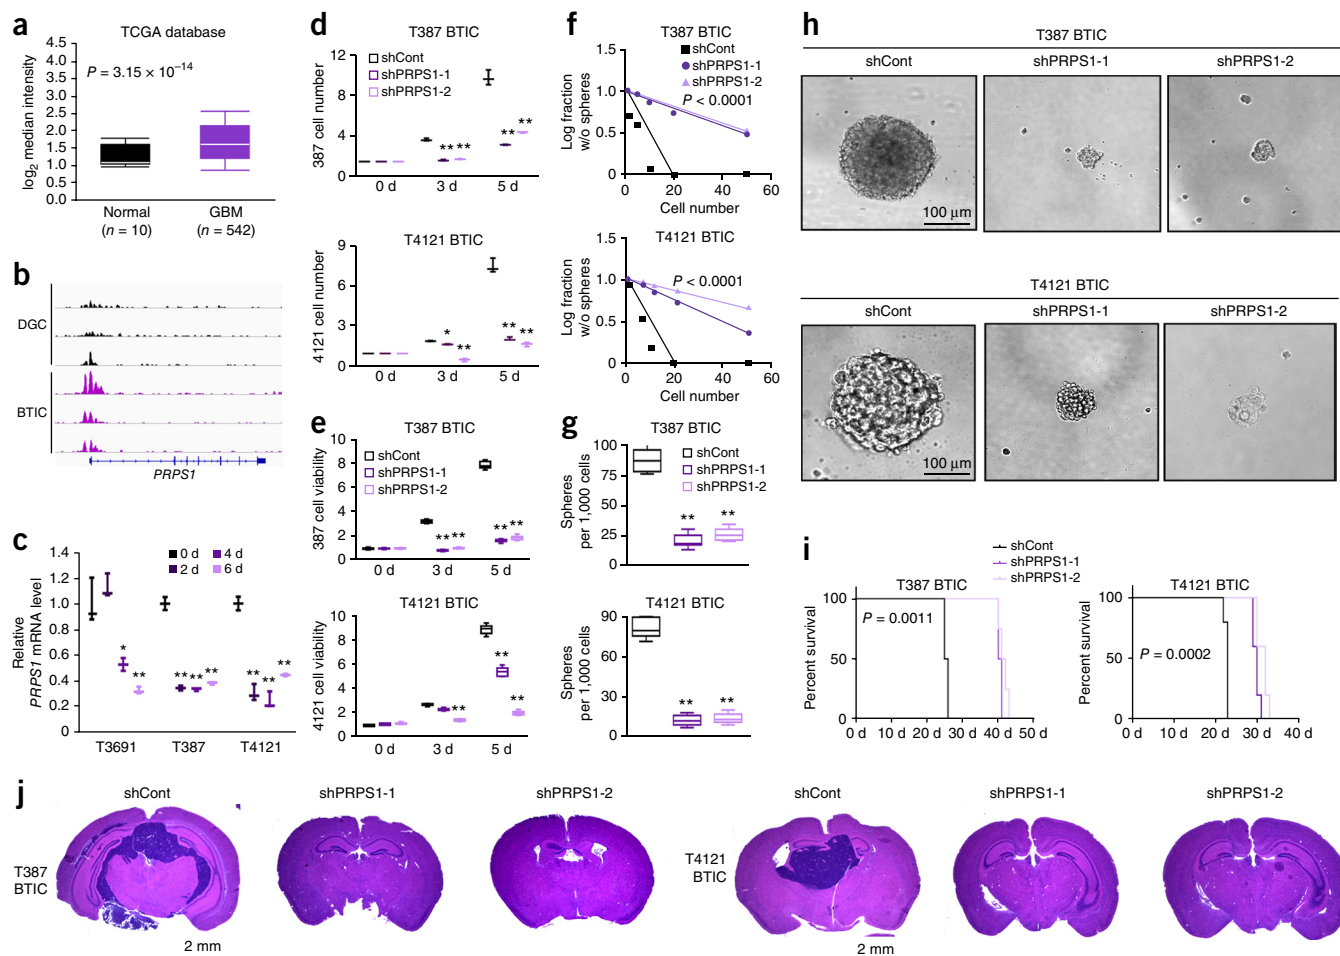 a
TCGA database
4.5
4.0
3.5
3.0
2.5
2.0
1.5
1.0
0.5
0.0
log2 median intensity
P = 3.15 × 10–14
Normal
(n = 10)
GBM
(n = 542)
b
DGC
BTIC
PRPS1
c
0 d
2 d
4 d
6 d
1.4
1.2
1.0
0.8
0.6
0.4
0.2
0
Relative
PRPS1 mRNA level
*
**
** ** **
** ** **
T3691
T387
T4121
d
T387 BTIC
shCont
shPRPS1-1
shPRPS1-2
12
8
4
0
387 cell number
** **
** **
0 d
3 d
5 d
T4121 BTIC
9
6
3
0
4121 cell number
* **
** **
0 d
3 d
5 d
e
T387 BTIC
shCont
shPRPS1-1
shPRPS1-2
10
8
6
4
2
0
387 cell viability
** **
** **
0 d
3 d
5 d
T4121 BTIC
10
8
6
4
2
0
4121 cell viability
**
**
**
0 d
3 d
5 d
f
T387 BTIC
shCont
shPRPS1-1
shPRPS1-2
P < 0.0001
1.5
1.0
0.5
0
Log fraction
w/o spheres
0 20 40 60
Cell number
T4121 BTIC
P < 0.0001
1.5
1.0
0.5
0
Log fraction
w/o spheres
0 20 40 60
Cell number
g
T387 BTIC
shCont
shPRPS1-1
shPRPS1-2
100
75
50
25
0
Spheres
per 1,000 cells
** **
T4121 BTIC
90
60
30
0
Spheres
per 1,000 cells
** **
h
T387 BTIC
shCont
shPRPS1-1
shPRPS1-2
100 μm
T4121 BTIC
shCont
shPRPS1-1
shPRPS1-2
100 μm
i
shCont
shPRPS1-1
shPRPS1-2
T387 BTIC
P = 0.0011
100
50
0
Percent survival
0 d 10 d 20 d 30 d 40 d 50 d
T4121 BTIC
P = 0.0002
100
50
0
Percent survival
0 d 10 d 20 d 30 d 40 d
j
shCont
shPRPS1-1
shPRPS1-2
T387
BTIC
2 mm
shCont
shPRPS1-1
shPRPS1-2
T4121
BTIC
2 mm